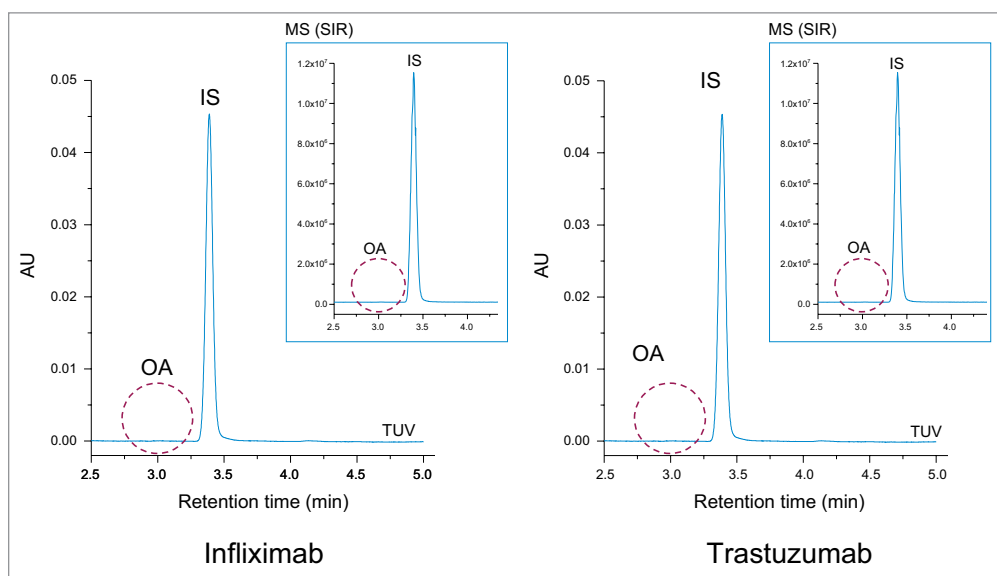 MS (SIR)
1.2x10⁷
1.0x10⁷
8.0x10⁶
6.0x10⁶
4.0x10⁶
2.0x10⁶
0.0
IS
OA
2.5 3.0 3.5 4.0
0.05
0.04
0.03
0.02
0.01
0.00
AU
IS
OA
TUV
2.5 3.0 3.5 4.0 4.5 5.0
Retention time (min)
Infliximab
MS (SIR)
1.2x10⁷
1.0x10⁷
8.0x10⁶
6.0x10⁶
4.0x10⁶
2.0x10⁶
0.0
IS
OA
2.5 3.0 3.5 4.0
0.05
0.04
0.03
0.02
0.01
0.00
AU
IS
OA
TUV
2.5 3.0 3.5 4.0 4.5 5.0
Retention time (min)
Trastuzumab